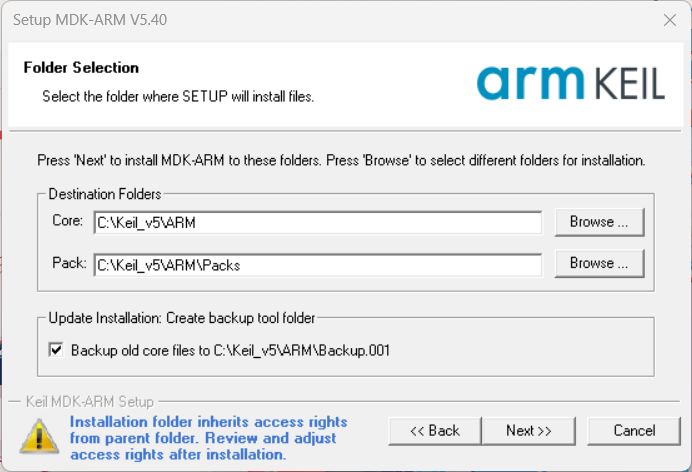 Setup MDK-ARM V5.40
Folder Selection
Select the folder where SETUP will install files.
arm KEIL
Press 'Next' to install MDK-ARM to these folders. Press 'Browse' to select different folders for installation.
Destination Folders
Core: C:\Keil_v5\ARM Browse ...
Pack: C:\Keil_v5\ARM\Packs Browse ...
Update Installation: Create backup tool folder
Backup old core files to C:\Keil_v5\ARM\Backup.001
Keil MDK-ARM Setup
Installation folder inherits access rights
from parent folder. Review and adjust
access rights after installation.
<< Back Next >> Cancel